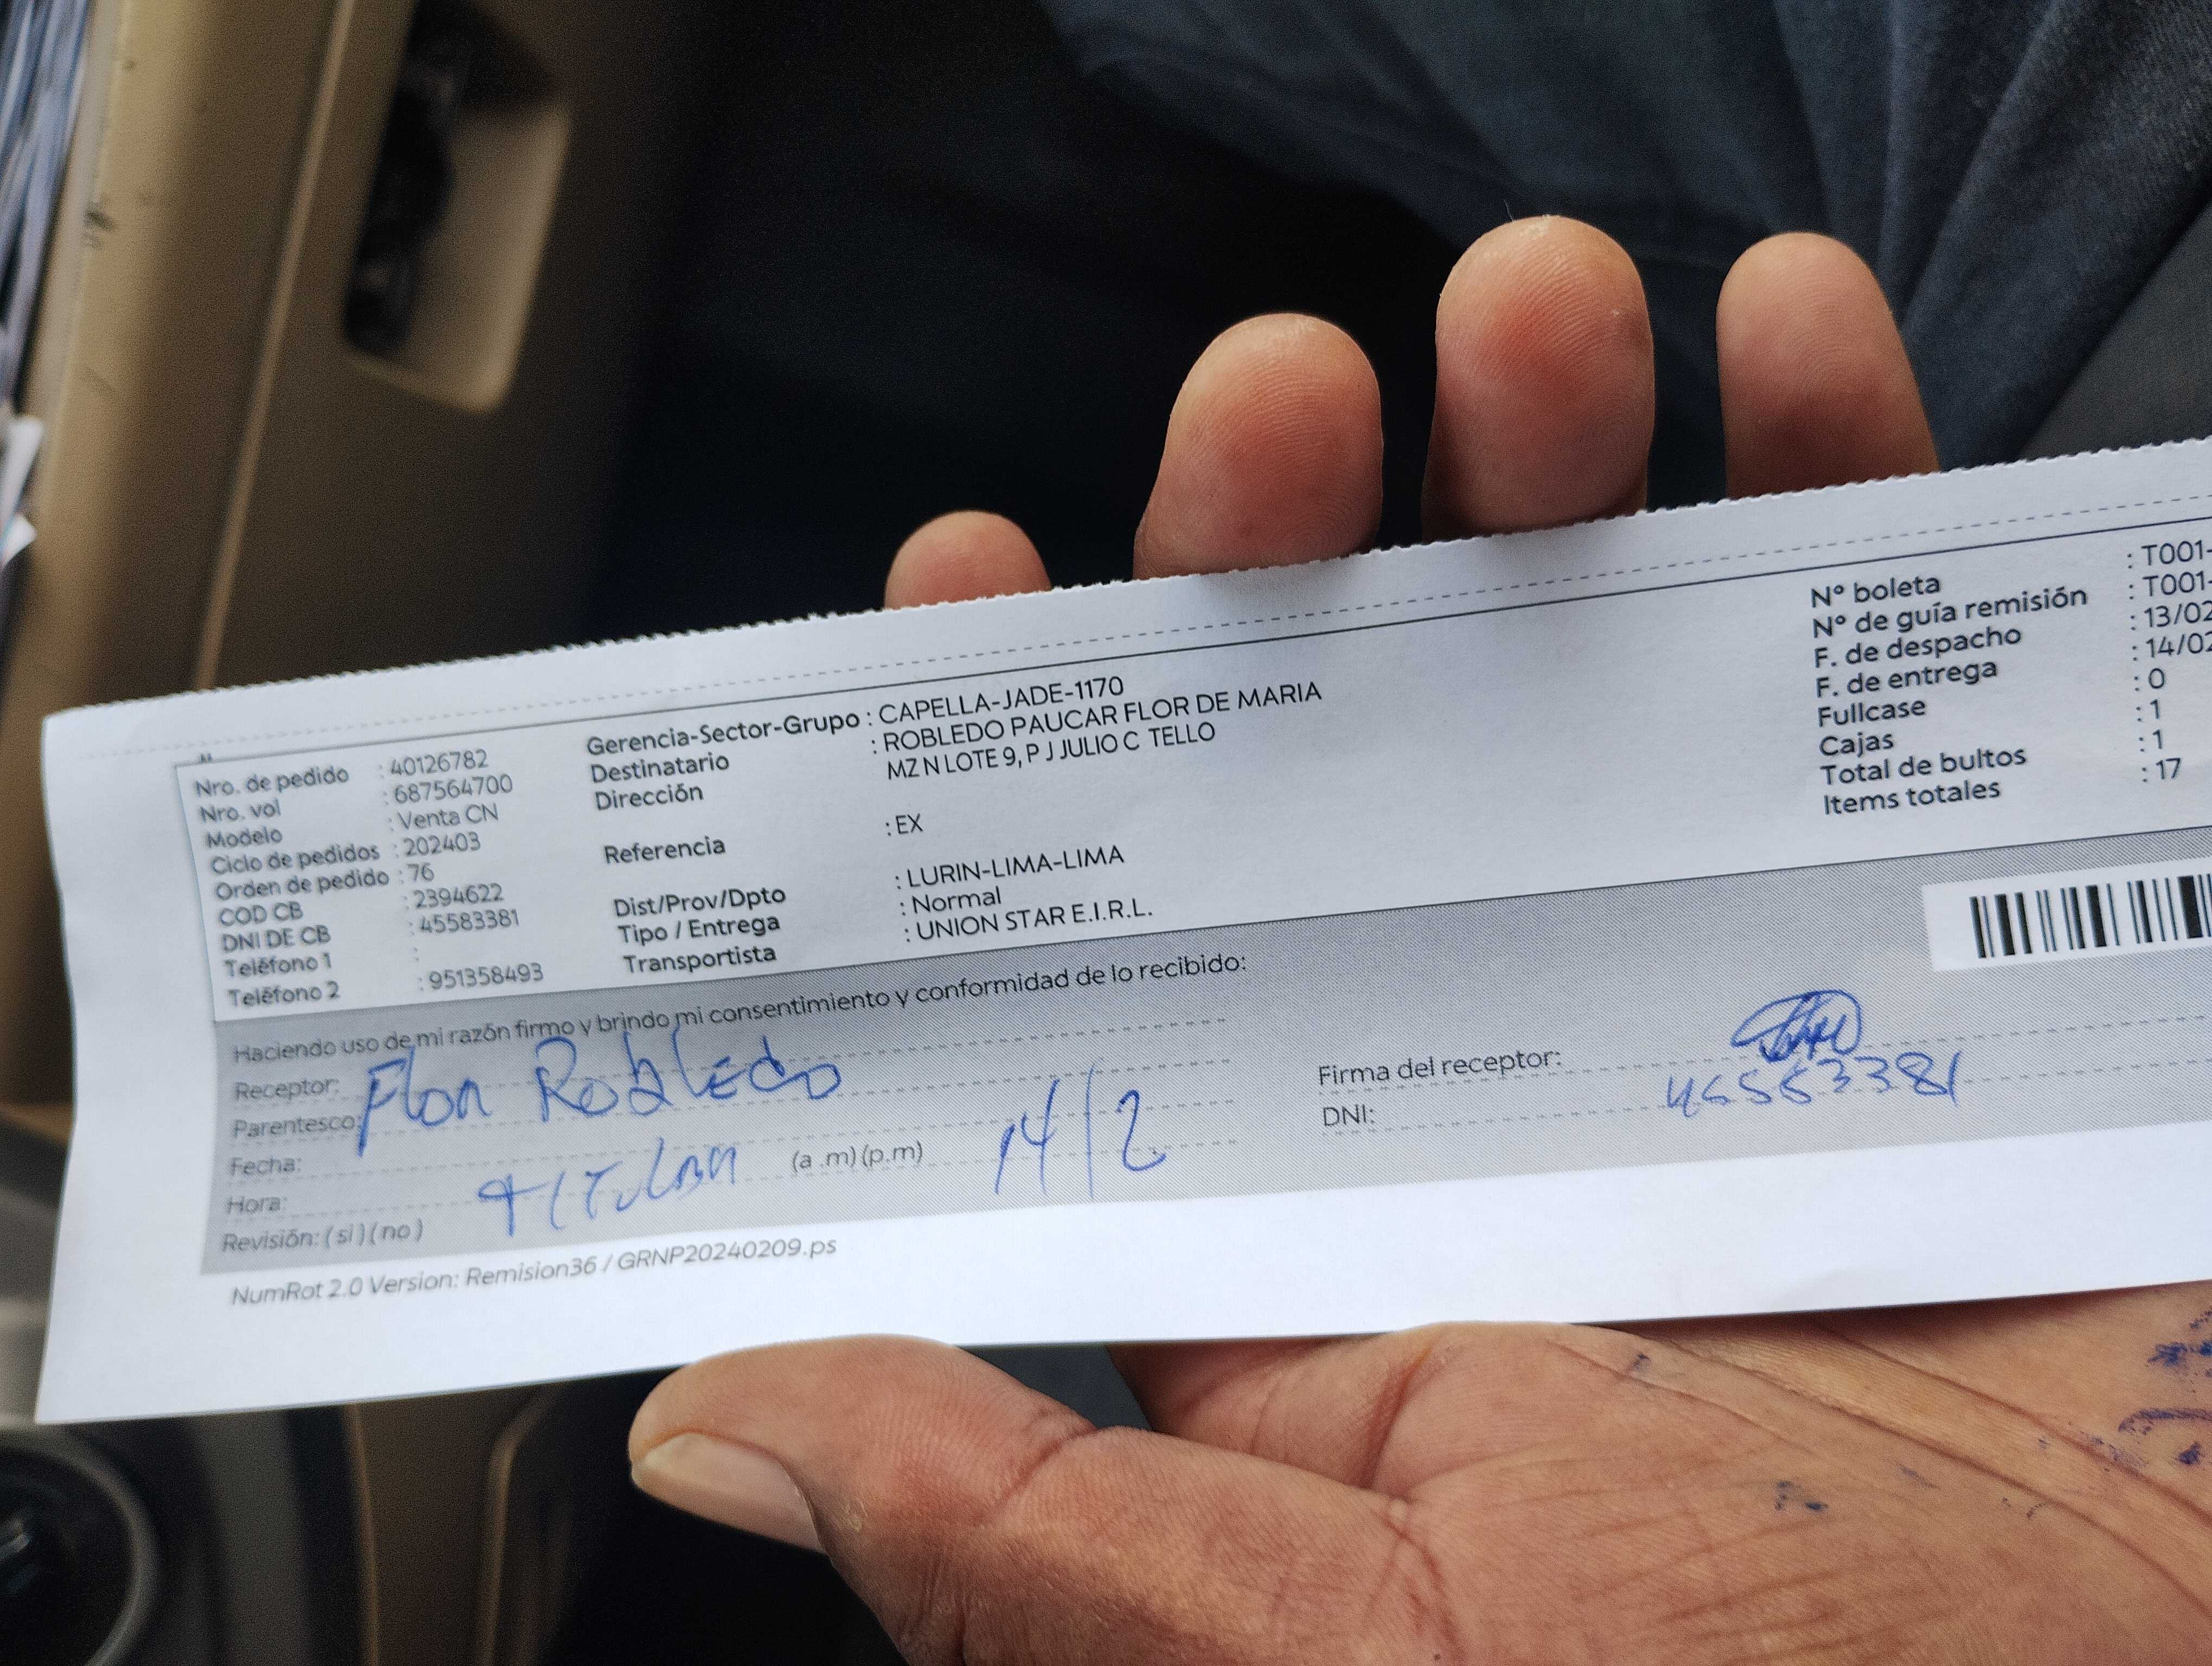 Nro. de pedido : 40126782
Nro. vol : 687564700
Modelo : Venta CN
Ciclo de pedidos : 202403
Orden de pedido : 76
COD CB : 2394622
DNI DE CB : 45583381
Teléfono 1 :
Teléfono 2 : 951358493
Gerencia-Sector-Grupo : CAPELLA-JADE-1170
Destinatario : ROBLEDO PAUCAR FLOR DE MARIA
Dirección MZ N LOTE 9, P J JULIO C TELLO
Referencia : EX
Dist/Prov/Dpto : LURIN-LIMA-LIMA
Tipo / Entrega : Normal
Transportista : UNION STAR E.I.R.L.
N° boleta : T001-
N° de guía remisión : T001-
F. de despacho : 13/02
F. de entrega : 14/02
Fullcase : 0
Cajas : 1
Total de bultos : 1
Items totales : 17
Haciendo uso de mi razón firmo y brindo mi consentimiento y conformidad de lo recibido:
Receptor: Flor Robledo
Parentesco:
Fecha:
Hora: (a .m) (p.m)
Titular 14/2
Revisión: ( si ) ( no )
Firma del receptor:
DNI: 45583381
NumRot 2.0 Version: Remision36 / GRNP20240209.ps